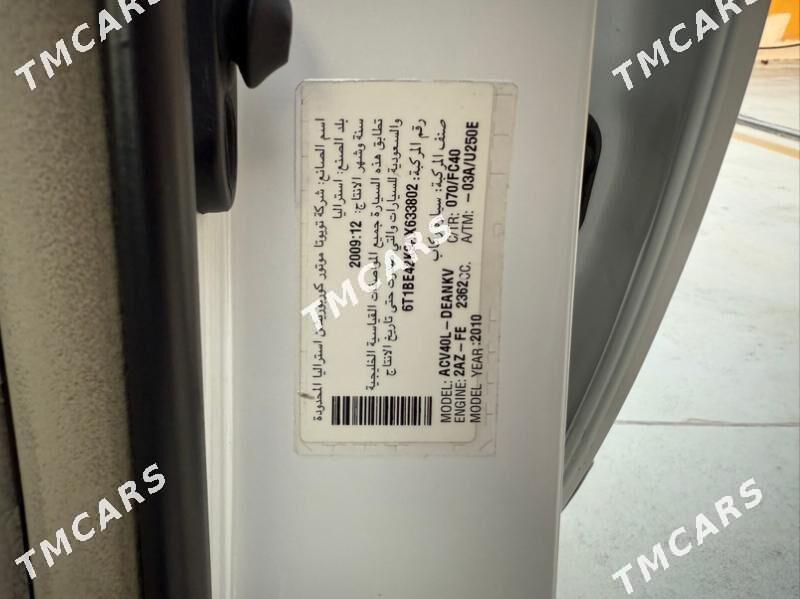 اسم الصانع: شركة تويوتا موتور كوربوريشن استراليا المحدودة
بلد الصنع: استراليا
سنة وشهر الانتاج: 2009:12
تطابق هذه السيارة جميع المواصفات القياسية الخليجية
والسعودية للسيارات والتي صدرت حتى تاريخ الانتاج
رقم المركبة: 6T1BE42K X633802
صنف المركبة: سيارة ركاب
MODEL: ACV40L-DEANKV C/TR: 070/FC40
ENGINE: 2AZ-FE 2362CC. A/TM: -03A/U250E
MODEL YEAR: 2010
TMCARS
TMCARS
TMCARS
TMCARS
TMCARS